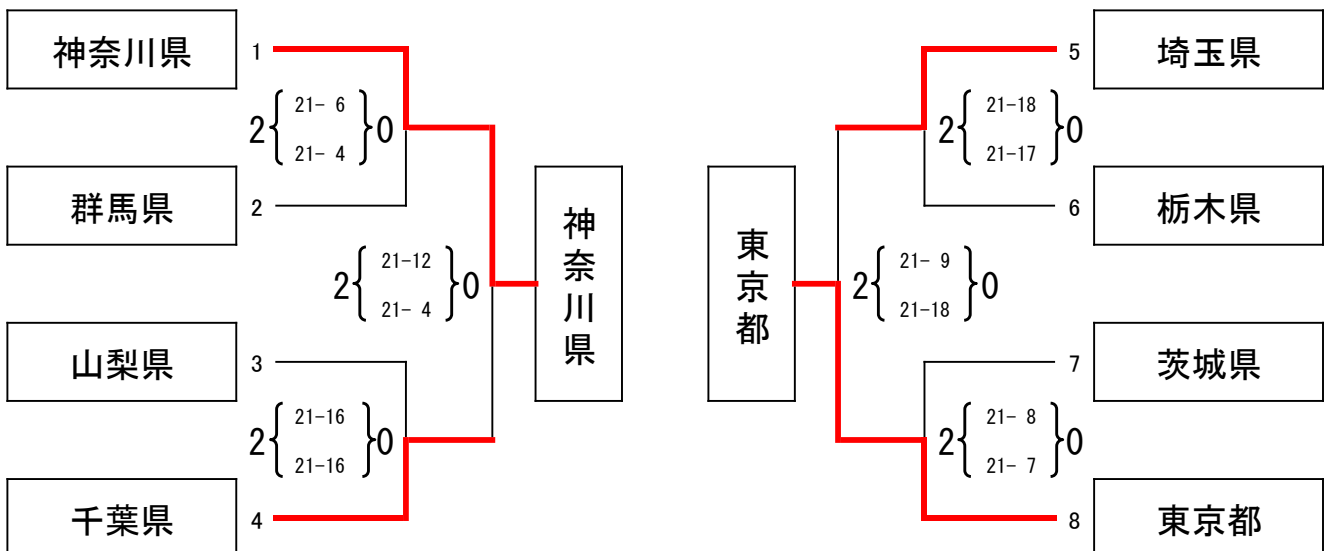 神奈川県 1
2 { 21- 6 } 0
21- 4
群馬県 2
2 { 21-12 } 0
21- 4
神奈川県
山梨県 3
2 { 21-16 } 0
21-16
千葉県 4
5 埼玉県
2 { 21-18 } 0
21-17
6 栃木県
東京都
2 { 21- 9 } 0
21-18
7 茨城県
2 { 21- 8 } 0
21- 7
8 東京都